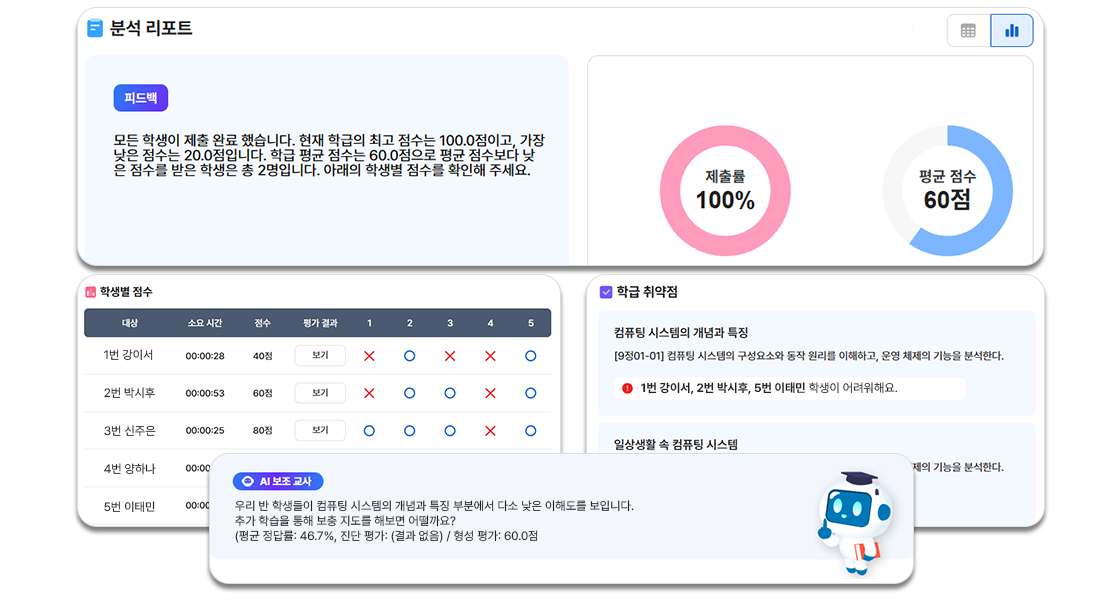 분석 리포트
피드백
모든 학생이 제출 완료 했습니다. 현재 학급의 최고 점수는 100.0점이고, 가장
낮은 점수는 20.0점입니다. 학급 평균 점수는 60.0점으로 평균 점수보다 낮
은 점수를 받은 학생은 총 2명입니다. 아래의 학생별 점수를 확인해 주세요.
제출률
100%
평균 점수
60점
학생별 점수
대상 소요 시간 점수 평가 결과 1 2 3 4 5
1번 강이서 00:00:28 40점 보기
2번 박시후 00:00:53 60점 보기
3번 신주은 00:00:25 80점 보기
4번 양하나
5번 이태민
학급 취약점
컴퓨팅 시스템의 개념과 특징
[9정01-01] 컴퓨팅 시스템의 구성요소와 동작 원리를 이해하고, 운영 체제의 기능을 분석한다.
1번 강이서, 2번 박시후, 5번 이태민 학생이 어려워해요.
일상생활 속 컴퓨팅 시스템
제의 기능을 분석한다.
AI 보조 교사
우리 반 학생들이 컴퓨팅 시스템의 개념과 특징 부분에서 다소 낮은 이해도를 보입니다.
추가 학습을 통해 보충 지도를 해보면 어떨까요?
(평균 정답률: 46.7%, 진단 평가: (결과 없음) / 형성 평가: 60.0점